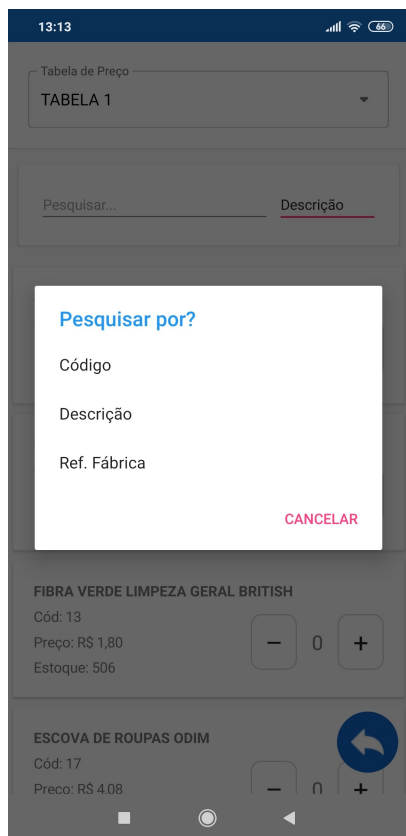 13:13
66
Tabela de Preço
TABELA 1
Pesquisar...
Descrição
Pesquisar por?
Código
Descrição
Ref. Fábrica
CANCELAR
FIBRA VERDE LIMPEZA GERAL BRITISH
Cód: 13
Preço: R$ 1,80
− 0 +
Estoque: 506
ESCOVA DE ROUPAS ODIM
Cód: 17
Preço: R$ 4,08
− 0 +